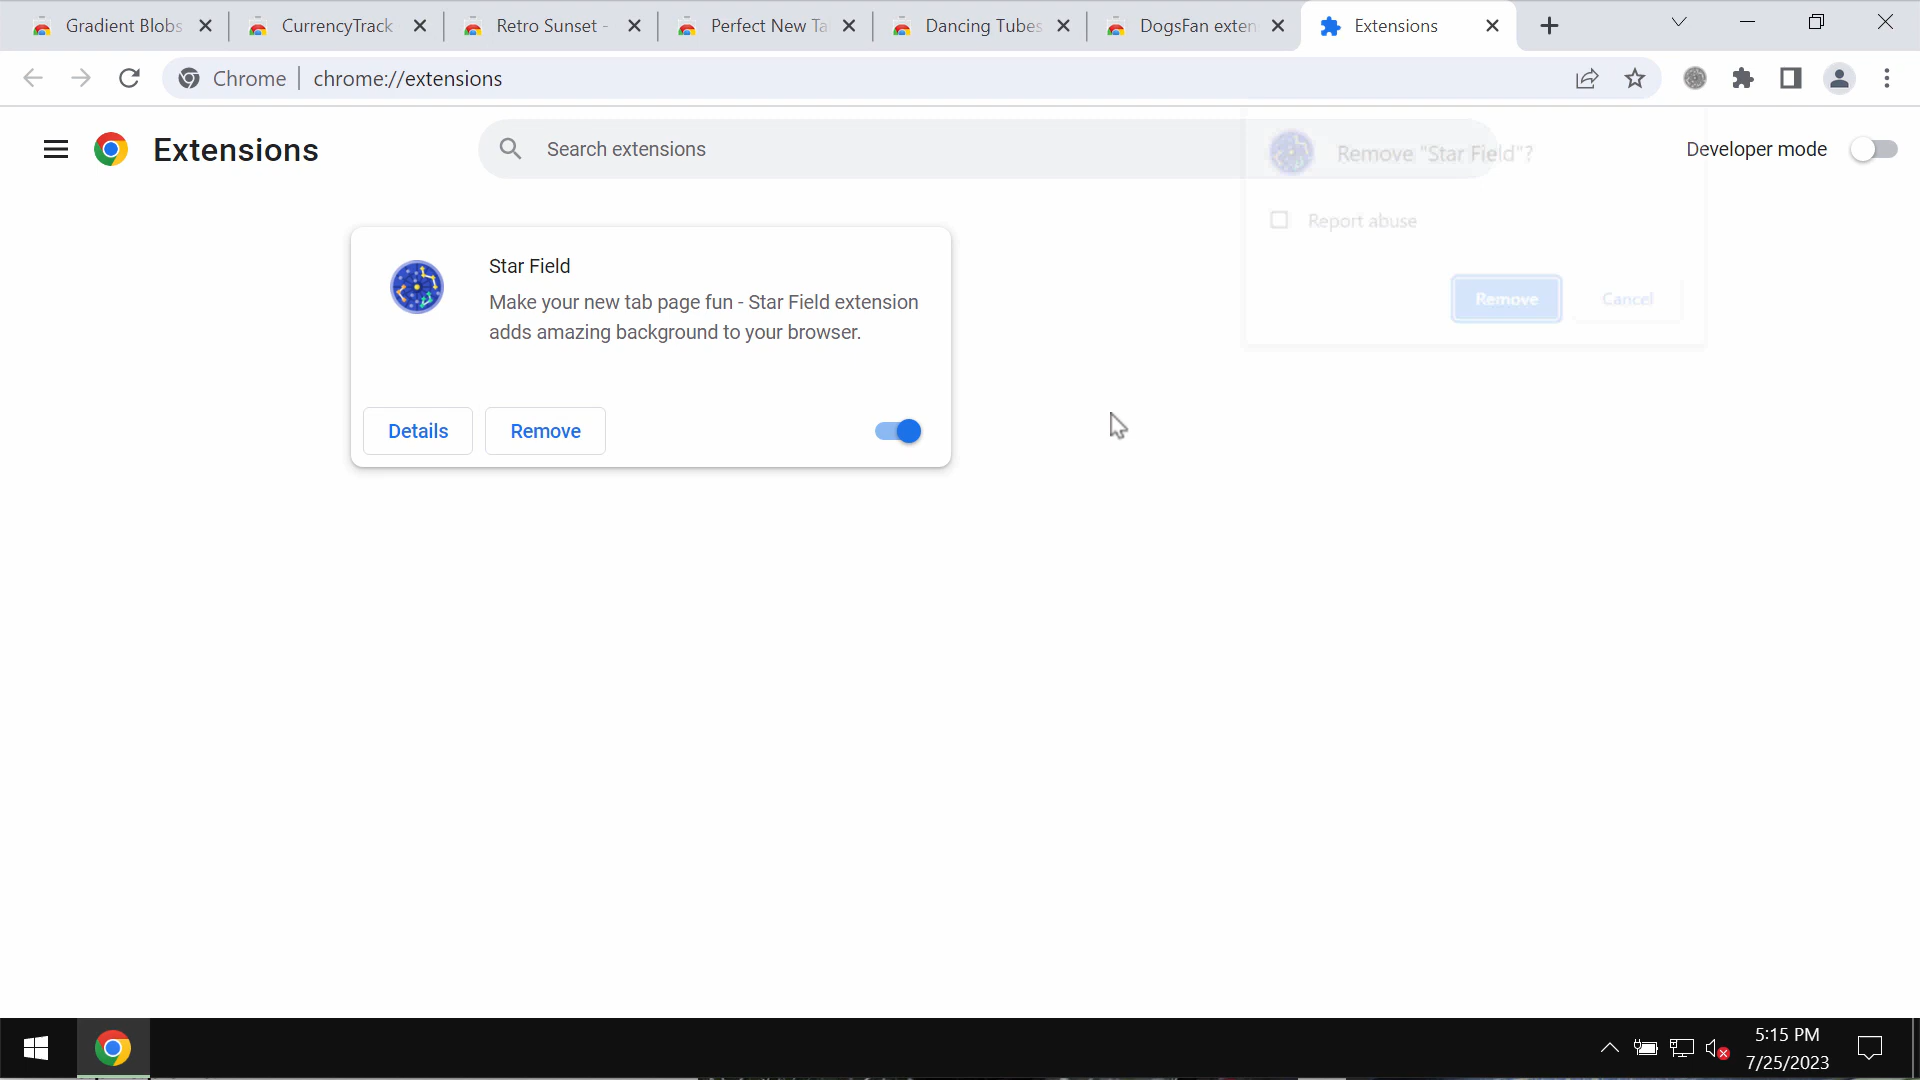 Gradient Blobs
CurrencyTrack
Retro Sunset -
Perfect New Ta
Dancing Tubes
DogsFan exten
Extensions
Chrome
chrome://extensions
Extensions
Search extensions
Remove "Star Field"?
Developer mode
Report abuse
Remove
Cancel
Star Field
Make your new tab page fun - Star Field extension
adds amazing background to your browser.
Details
Remove
5:15 PM
7/25/2023